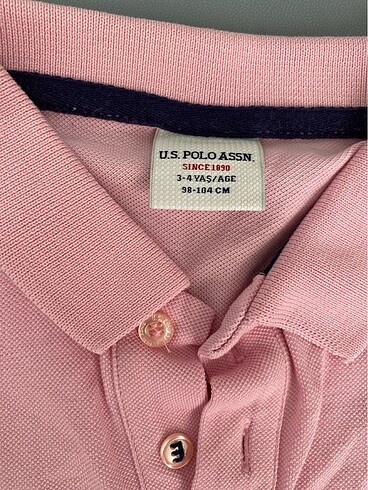 U.S. POLO ASSN.
SINCE 1890
3-4 YAŞ/AGE
98-104 CM